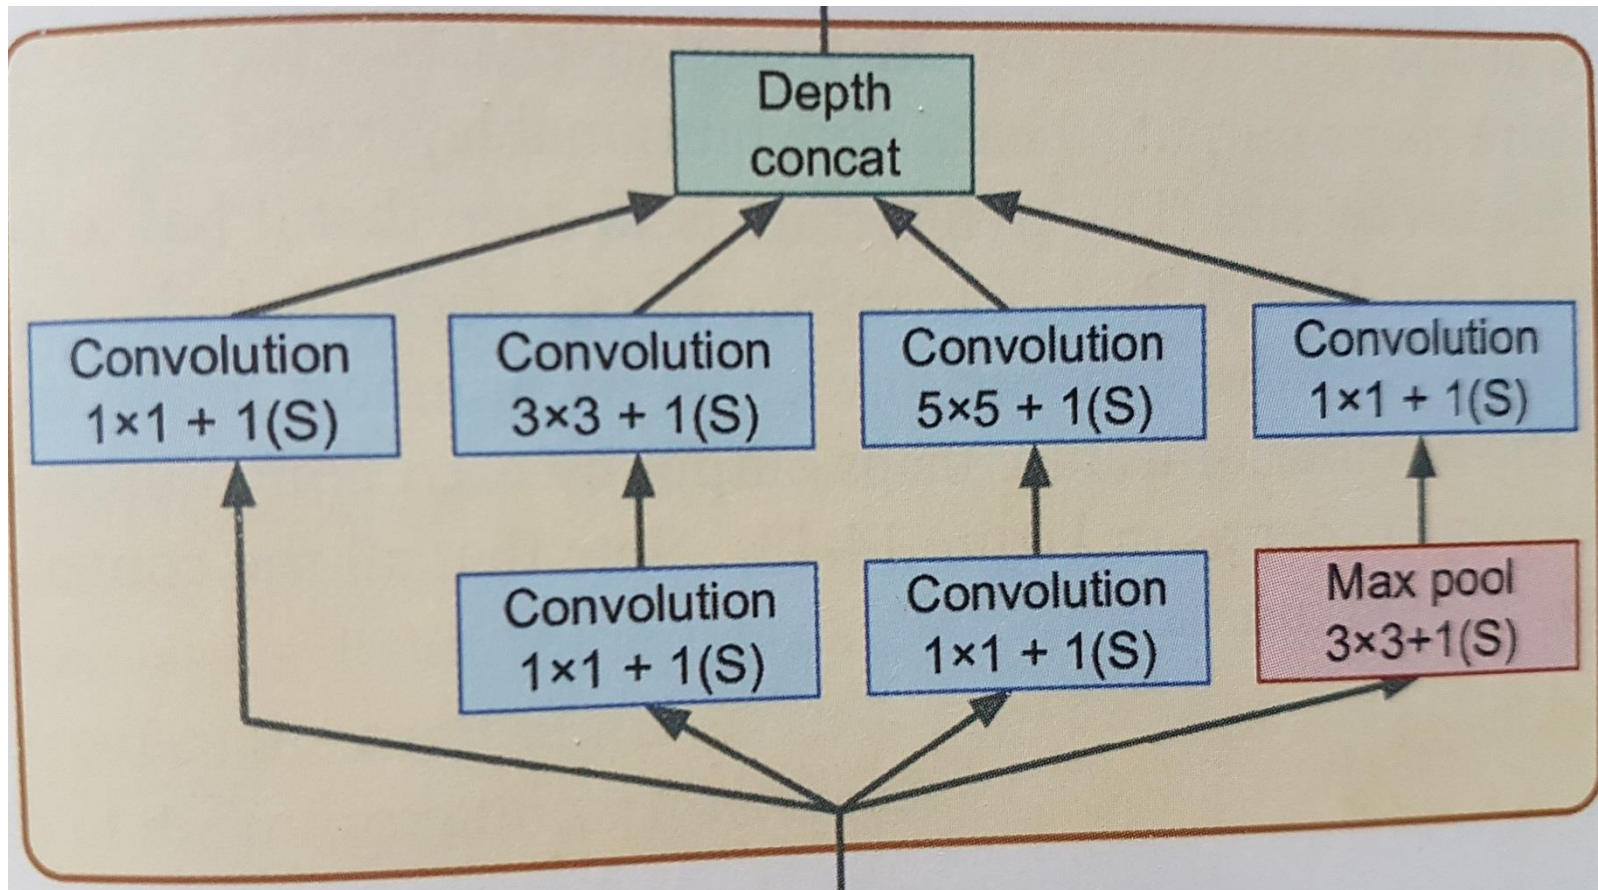 Depth
concat
Convolution
1×1 + 1(S)
Convolution
3×3 + 1(S)
Convolution
5×5 + 1(S)
Convolution
1×1 + 1(S)
Convolution
1×1 + 1(S)
Convolution
1×1 + 1(S)
Max pool
3×3+1(S)